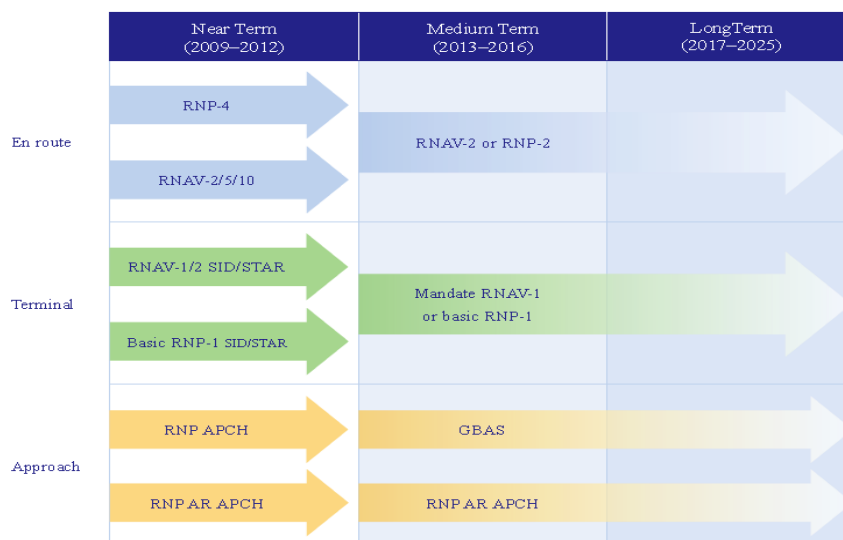 Near Term
(2009–2012)
Medium Term
(2013–2016)
LongTerm
(2017–2025)
En route
RNP-4
RNAV-2/5/10
RNAV-2 or RNP-2
Terminal
RNAV-1/2 SID/STAR
Basic RNP-1 SID/STAR
Mandate RNAV-1
or basic RNP-1
Approach
RNP APCH
GBAS
RNP AR APCH
RNP AR APCH